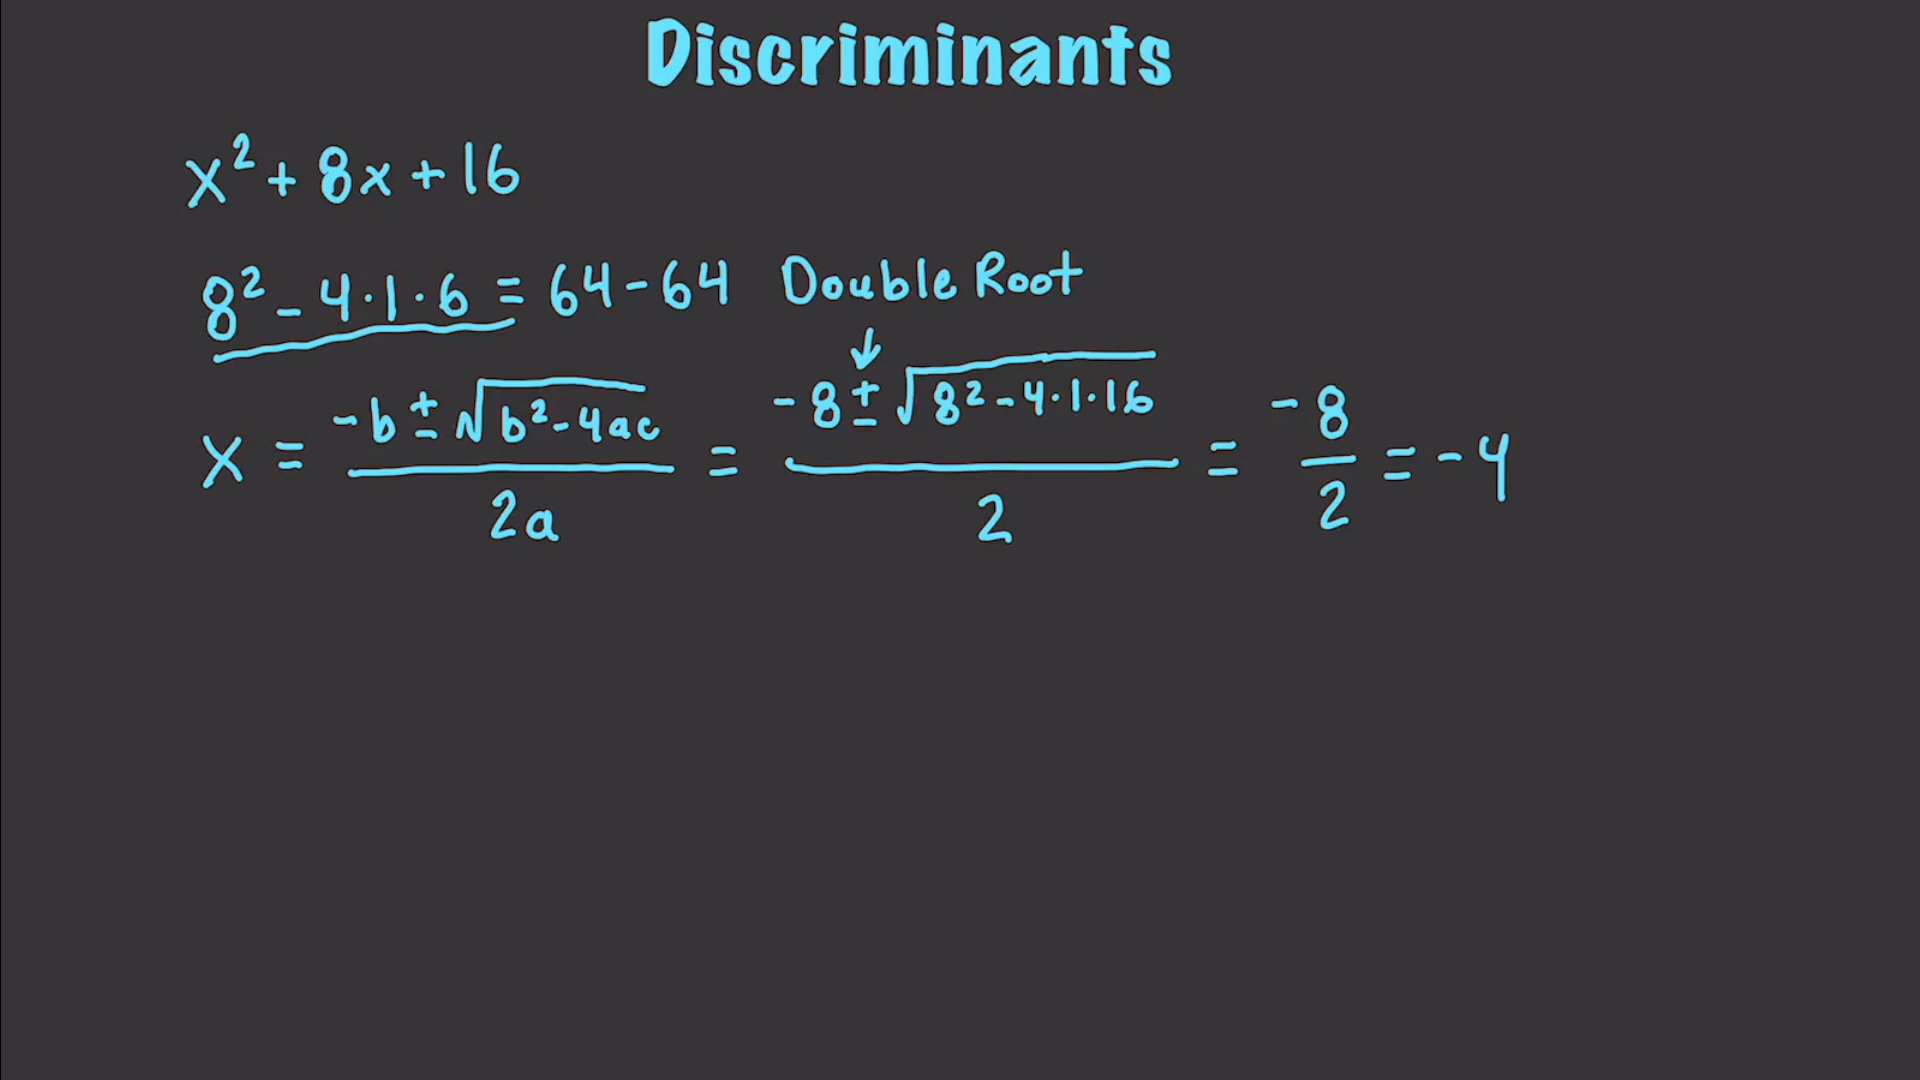 Discriminants
x² + 8x + 16
8² - 4·1·6 = 64-64 Double Root
↓
x = (-b ± √(b²-4ac))/(2a) = (-8 ± √(8²-4·1·16))/2 = -8/2 = -4